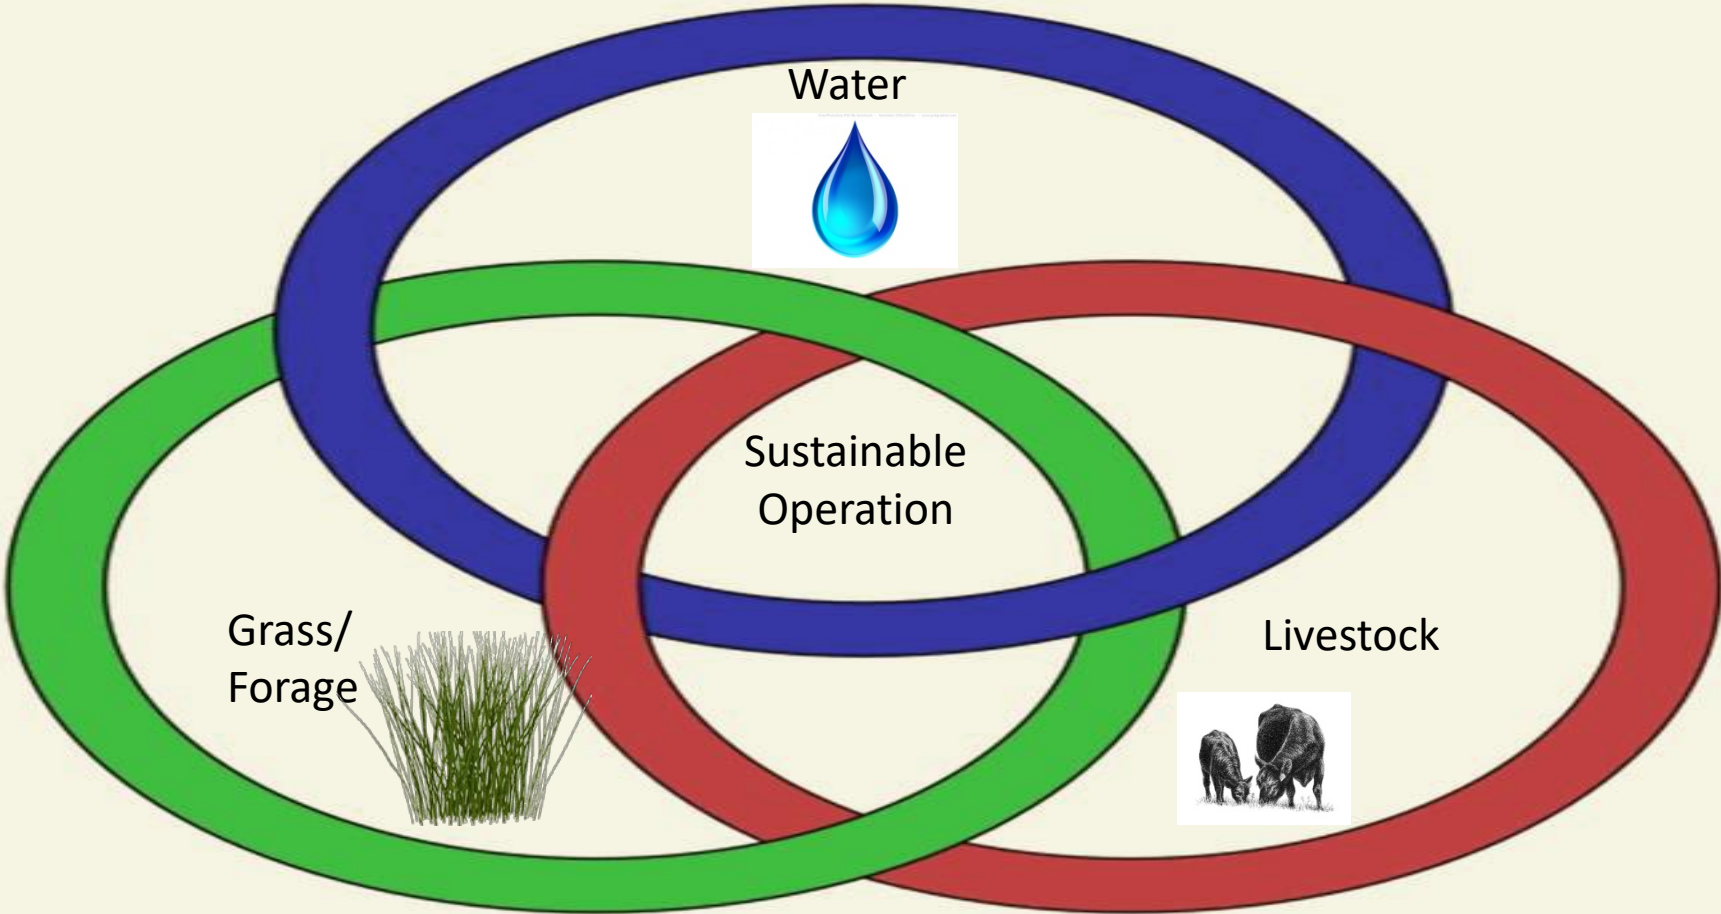 Water
Sustainable
Operation
Grass/
Forage
Livestock